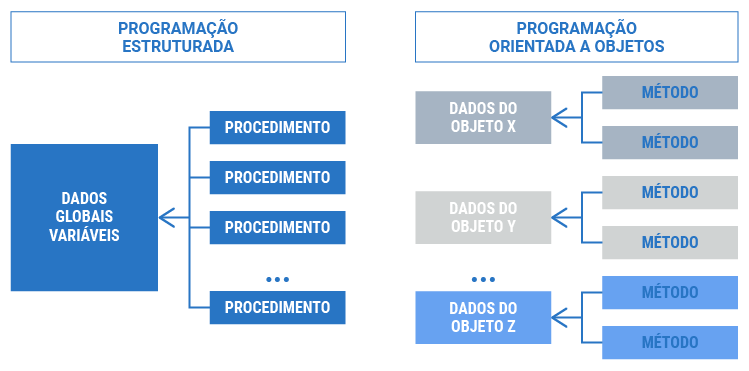 PROGRAMAÇÃO
ESTRUTURADA
DADOS
GLOBAIS
VARIÁVEIS
PROCEDIMENTO
PROCEDIMENTO
PROCEDIMENTO
...
PROCEDIMENTO
PROGRAMAÇÃO
ORIENTADA A OBJETOS
DADOS DO
OBJETO X
MÉTODO
MÉTODO
DADOS DO
OBJETO Y
MÉTODO
MÉTODO
...
DADOS DO
OBJETO Z
MÉTODO
MÉTODO